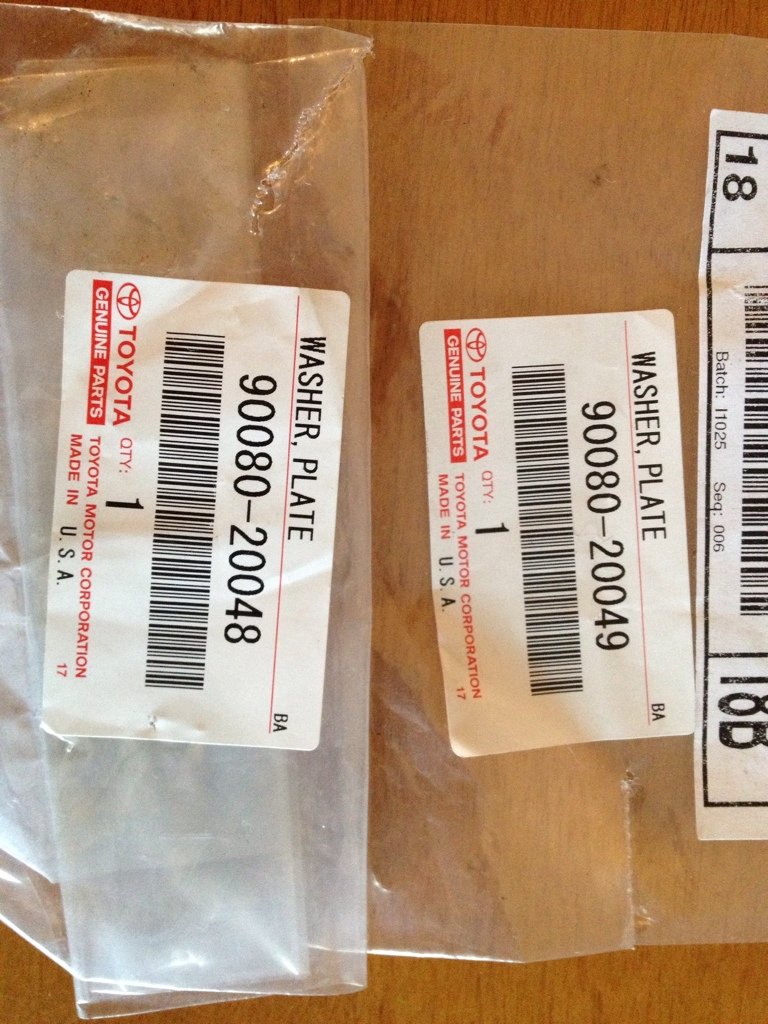 WASHER, PLATE
90080-20048
TOYOTA QTY: 1
GENUINE PARTS TOYOTA MOTOR CORPORATION
MADE IN U.S.A.
17
BA
WASHER, PLATE
90080-20049
TOYOTA QTY: 1
GENUINE PARTS TOYOTA MOTOR CORPORATION
MADE IN U.S.A.
17
BA
18
Batch: I1025 Seq: 006
18B